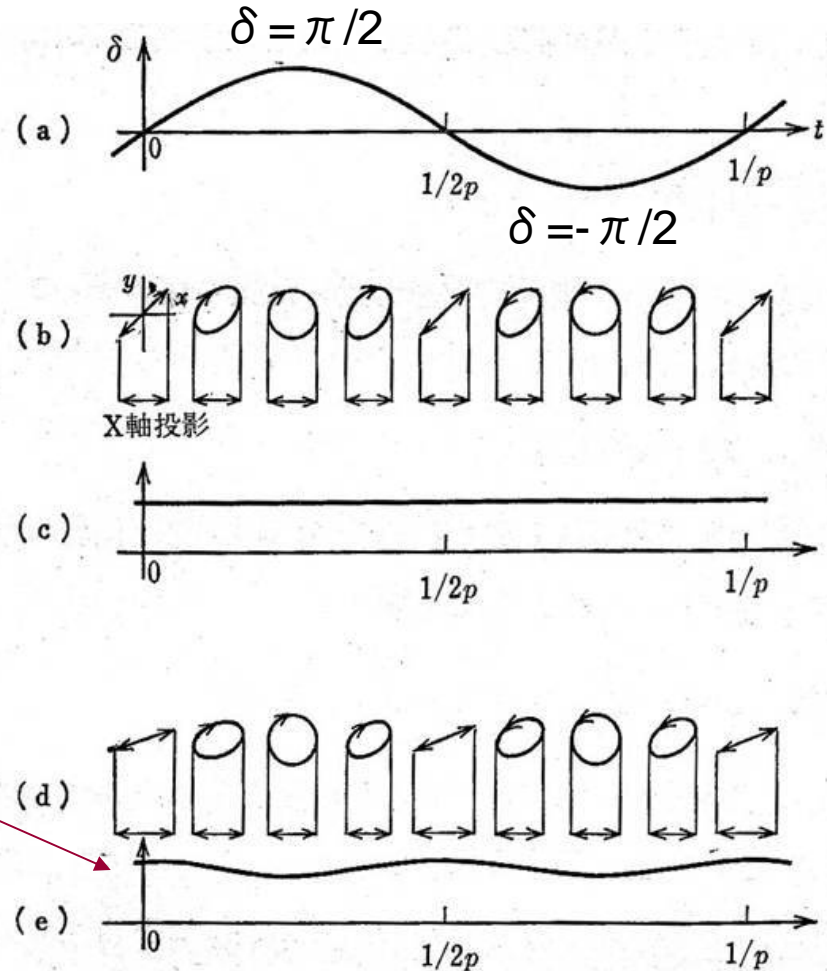 δ = π/2
δ
(a)
0
1/2p
1/p
t
δ = - π/2
y
x
(b)
X軸投影
(c)
0
1/2p
1/p
(d)
(e)
0
1/2p
1/p